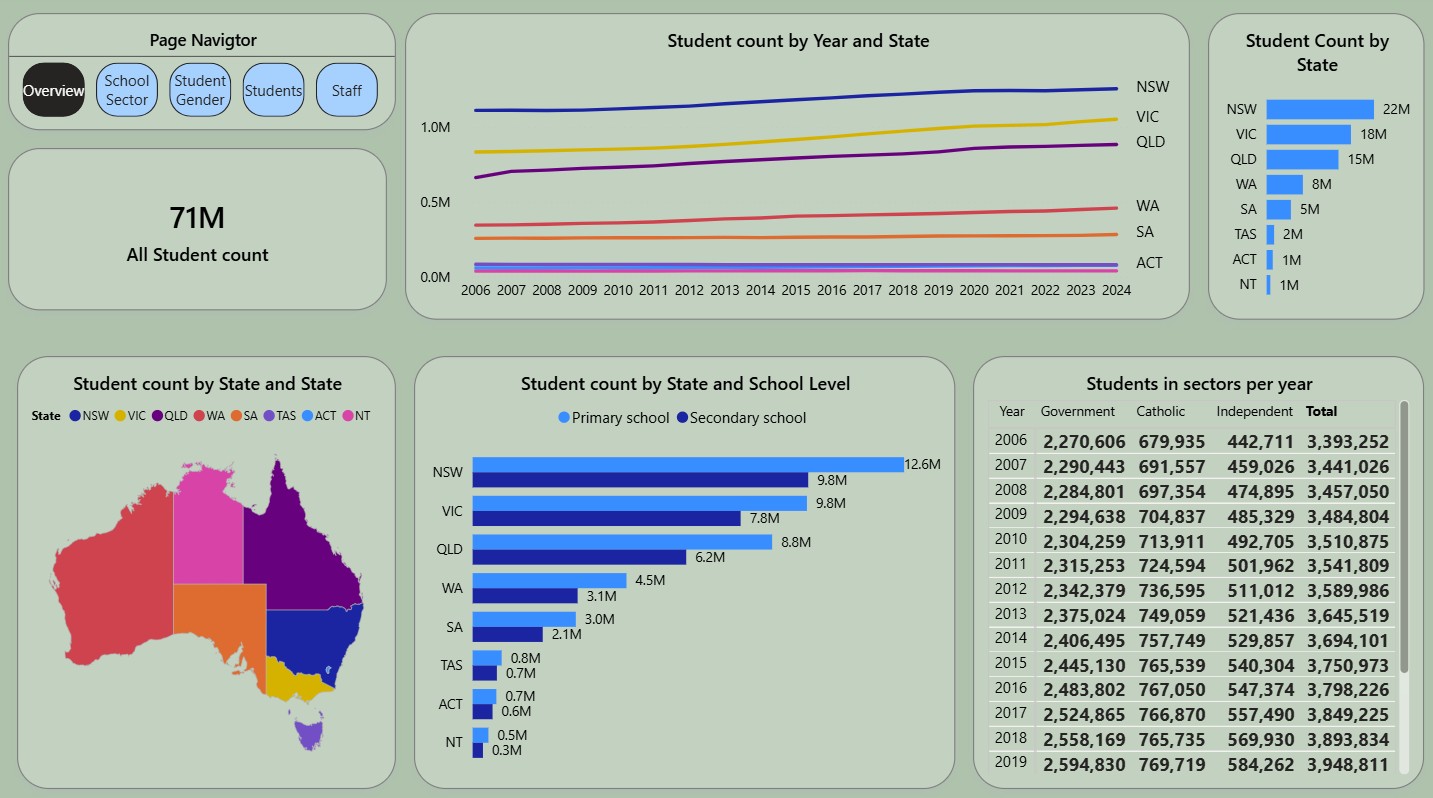 Page Navigtor
Overview
School
Sector
Student
Gender
Students
Staff
71M
All Student count
Student count by Year and State
1.0M
0.5M
0.0M
NSW
VIC
QLD
WA
SA
ACT
2006 2007 2008 2009 2010 2011 2012 2013 2014 2015 2016 2017 2018 2019 2020 2021 2022 2023 2024
Student Count by
State
NSW 22M
VIC 18M
QLD 15M
WA 8M
SA 5M
TAS 2M
ACT 1M
NT 1M
Student count by State and State
State NSW VIC QLD WA SA TAS ACT NT
Student count by State and School Level
Primary school Secondary school
NSW 12.6M
9.8M
VIC 9.8M
7.8M
QLD 8.8M
6.2M
WA 4.5M
3.1M
SA 3.0M
2.1M
TAS 0.8M
0.7M
ACT 0.7M
0.6M
NT 0.5M
0.3M
Students in sectors per year
Year Government Catholic Independent Total
2006 2,270,606 679,935 442,711 3,393,252
2007 2,290,443 691,557 459,026 3,441,026
2008 2,284,801 697,354 474,895 3,457,050
2009 2,294,638 704,837 485,329 3,484,804
2010 2,304,259 713,911 492,705 3,510,875
2011 2,315,253 724,594 501,962 3,541,809
2012 2,342,379 736,595 511,012 3,589,986
2013 2,375,024 749,059 521,436 3,645,519
2014 2,406,495 757,749 529,857 3,694,101
2015 2,445,130 765,539 540,304 3,750,973
2016 2,483,802 767,050 547,374 3,798,226
2017 2,524,865 766,870 557,490 3,849,225
2018 2,558,169 765,735 569,930 3,893,834
2019 2,594,830 769,719 584,262 3,948,811